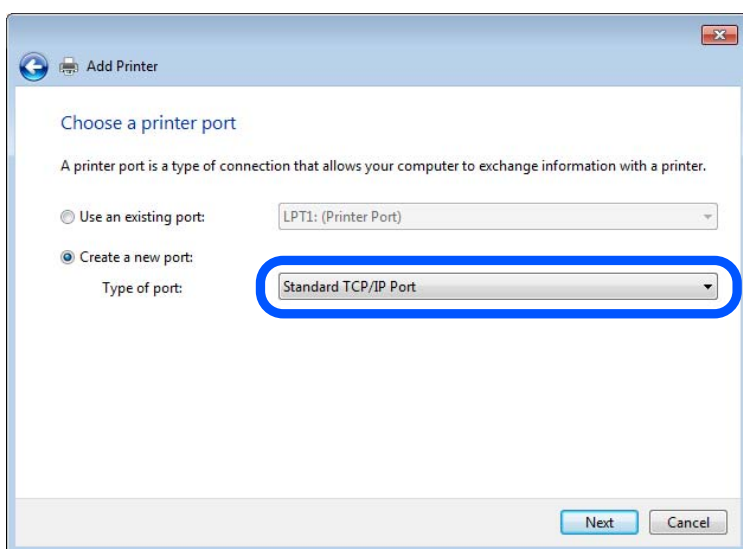 Add Printer
Choose a printer port
A printer port is a type of connection that allows your computer to exchange information with a printer.
Use an existing port: LPT1: (Printer Port)
Create a new port:
Type of port: Standard TCP/IP Port
Next Cancel